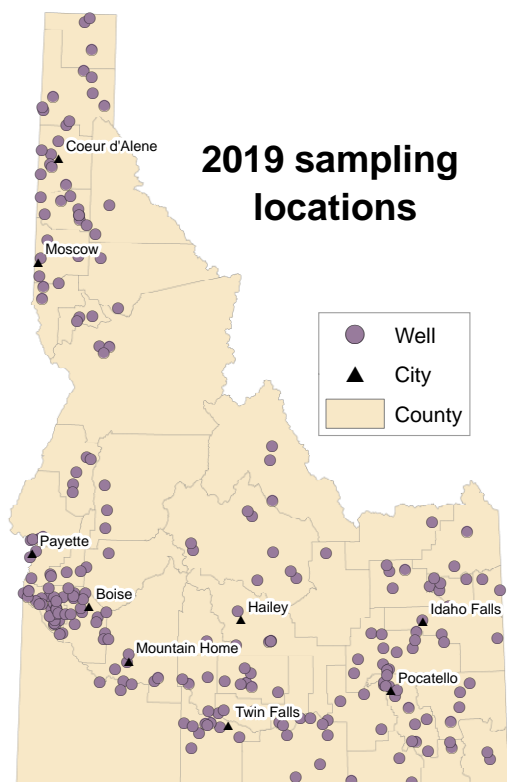 2019 sampling
locations
Coeur d'Alene
Moscow
Well
City
County
Payette
Boise
Hailey
Idaho Falls
Mountain Home
Pocatello
Twin Falls